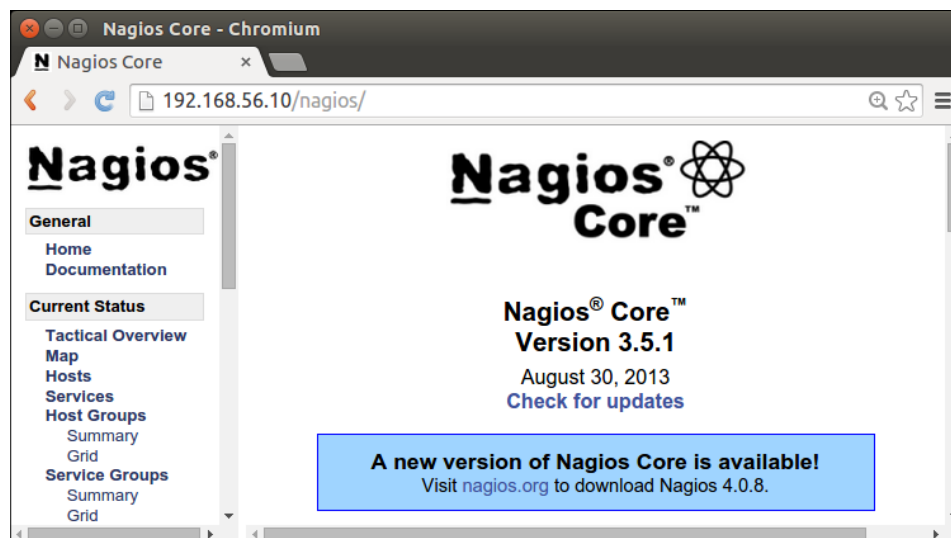 Nagios Core - Chromium
N Nagios Core ×
192.168.56.10/nagios/
Nagios®
General
Home
Documentation
Current Status
Tactical Overview
Map
Hosts
Services
Host Groups
Summary
Grid
Service Groups
Summary
Grid
Nagios®
Core™
Nagios® Core™
Version 3.5.1
August 30, 2013
Check for updates
A new version of Nagios Core is available!
Visit nagios.org to download Nagios 4.0.8.